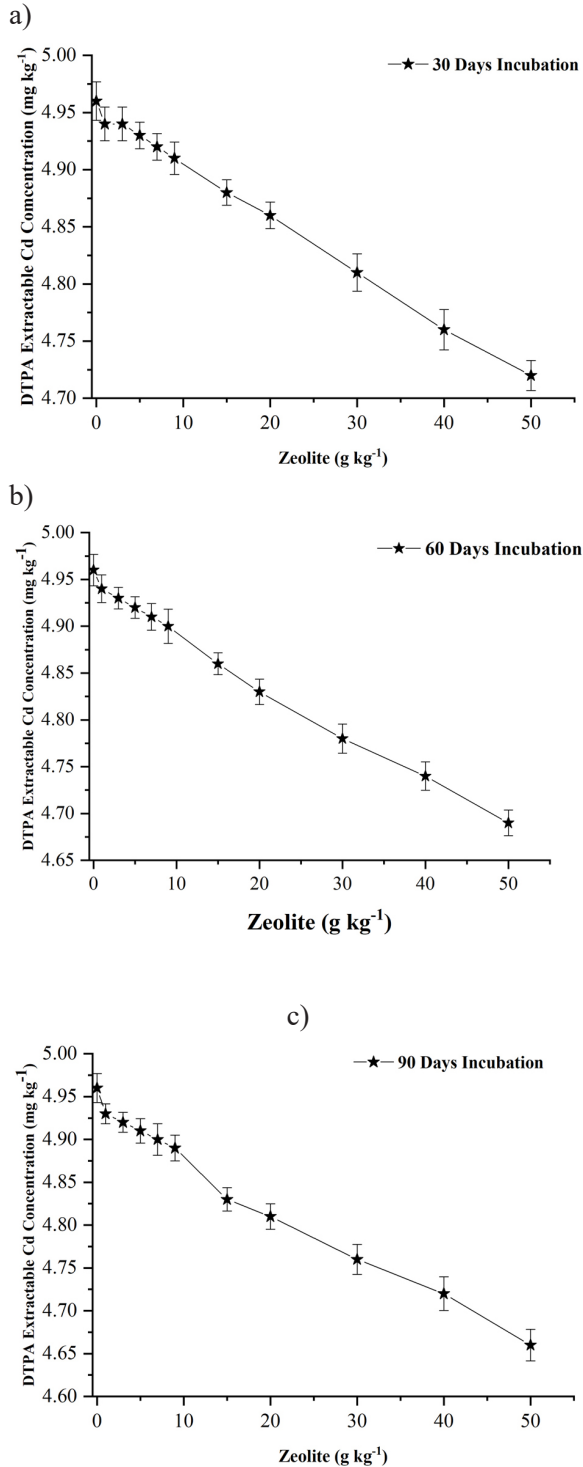 a)
5.00
4.95
4.90
4.85
4.80
4.75
4.70
DTPA Extractable Cd Comcentration (mg kg⁻¹)
30 Days Incubation
0 10 20 30 40 50
Zeolite (g kg⁻¹)
b)
5.00
4.95
4.90
4.85
4.80
4.75
4.70
4.65
DTPA Extractable Cd Concentration (mg kg⁻¹)
60 Days Incubation
0 10 20 30 40 50
Zeolite (g kg⁻¹)
c)
5.00
4.95
4.90
4.85
4.80
4.75
4.70
4.65
4.60
DTPA Extractable Cd Concentration (mg kg⁻¹)
90 Days Incubation
0 10 20 30 40 50
Zeolite (g kg⁻¹)